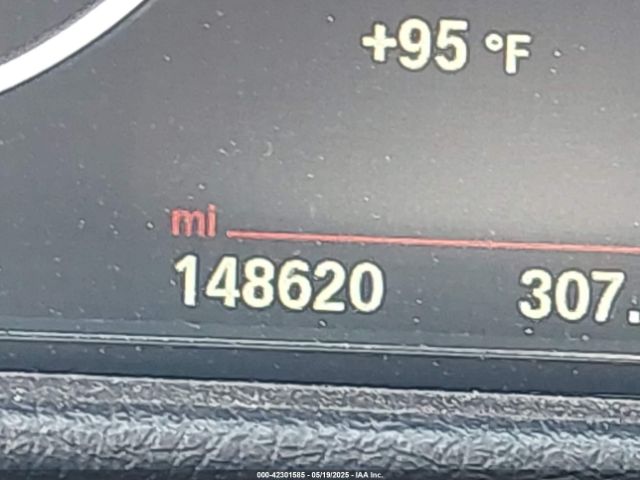 +95 °F
mi
148620 307.
000-42301585 - 05/19/2025 - IAA Inc.